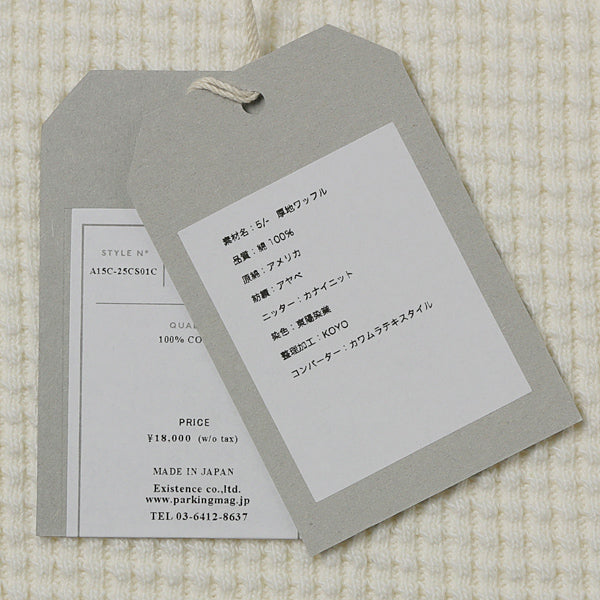 STYLE Nº
A15C-25CS01C
100% CO
PRICE
¥18,000 (w/o tax)
MADE IN JAPAN
Existence co.,ltd.
www.parkingmag.jp
TEL 03-6412-8637
素材名：5/- 厚地ワッフル
品質：綿100%
原綿：アメリカ
紡績：アヤベ
ニッター：カナイニット
染色：東陽染業
整理加工：KOYO
コンバーター：カワムラテキスタイル